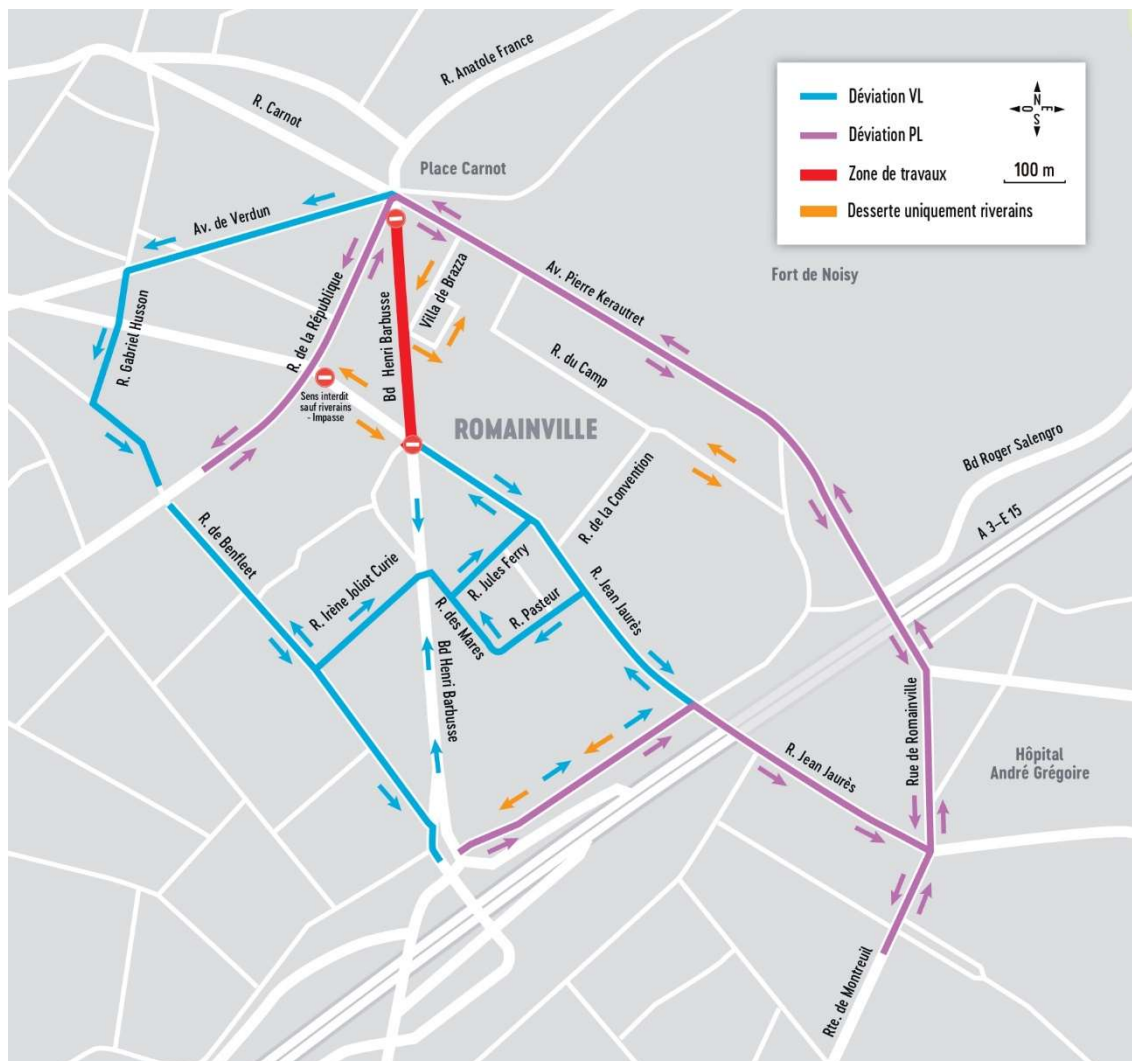 R. Anatole France
R. Carnot
Place Carnot
Déviation VL
Déviation PL
Zone de travaux
Desserte uniquement riverains
N
O E
S
100 m
Fort de Noisy
Av. de Verdun
R. Gabriel Husson
R. de la République
Bd Henri Barbusse
Villa de Brazza
Av. Pierre Kerautret
R. du Camp
Sens interdit
sauf riverains
- Impasse
ROMAINVILLE
Bd Roger Salengro
A 3–E 15
R. de la Convention
R. de Benfleet
R. Irène Joliot Curie
R. Jules Ferry
R. des Mares
R. Pasteur
R. Jean Jaurès
Bd Henri Barbusse
R. Jean Jaurès
Rue de Romainville
Hôpital
André Grégoire
Rte. de Montreuil